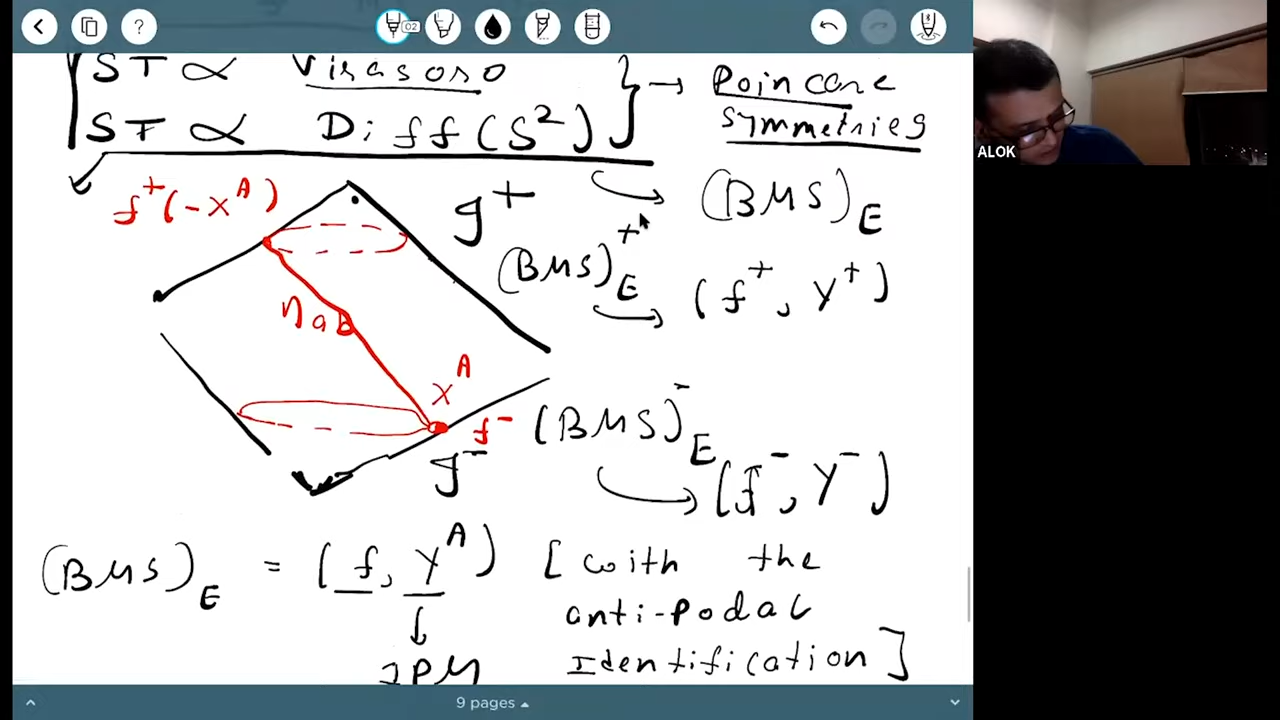 ST ∝ Virasoro
ST ∝ Diff(S²)
} → Poincare
symmetries
→ (BMS)_E
f⁺(-x^A)
g⁺
(BMS)⁺_E
→ (f⁺, Y⁺)
η_ab
x^A
f⁻
(BMS)⁻_E
g⁻
→ (f⁻, Y⁻)
(BMS)_E = (f, Y^A) [with the
anti-podal
Identification]
ALOK
9 pages
02
?